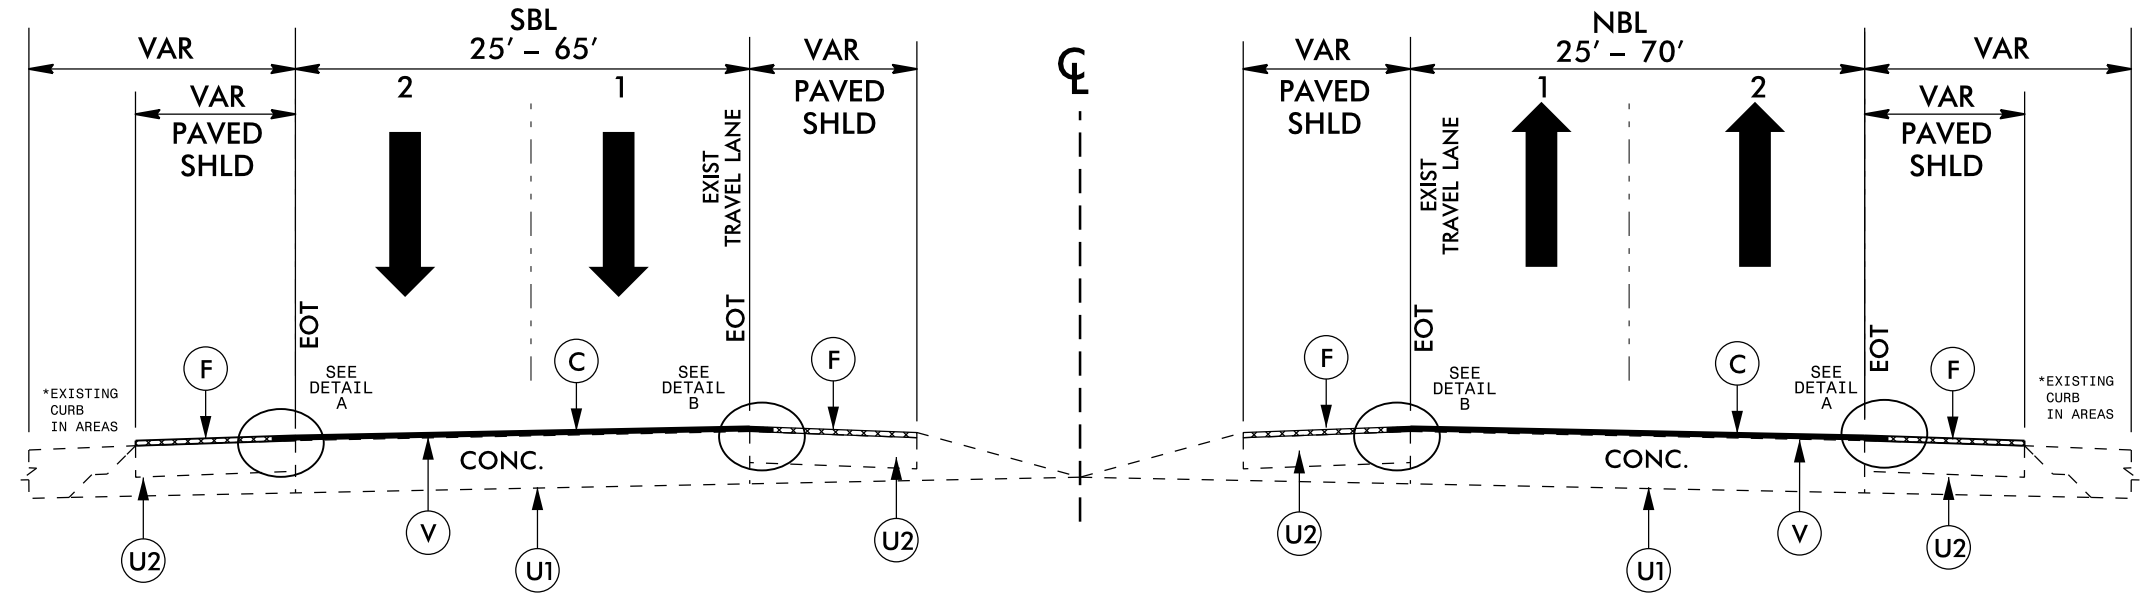 SBL
25' – 65'
VAR
VAR
PAVED
SHLD
2
1
VAR
PAVED
SHLD
EXIST
TRAVEL LANE
EOT
EOT
F
*EXISTING
CURB
IN AREAS
SEE
DETAIL
A
C
SEE
DETAIL
B
F
CONC.
U2
V
U1
U2
CL
NBL
25' – 70'
VAR
PAVED
SHLD
1
2
VAR
VAR
PAVED
SHLD
EXIST
TRAVEL LANE
EOT
EOT
F
SEE
DETAIL
B
C
SEE
DETAIL
A
F
*EXISTING
CURB
IN AREAS
CONC.
U2
U1
V
U2